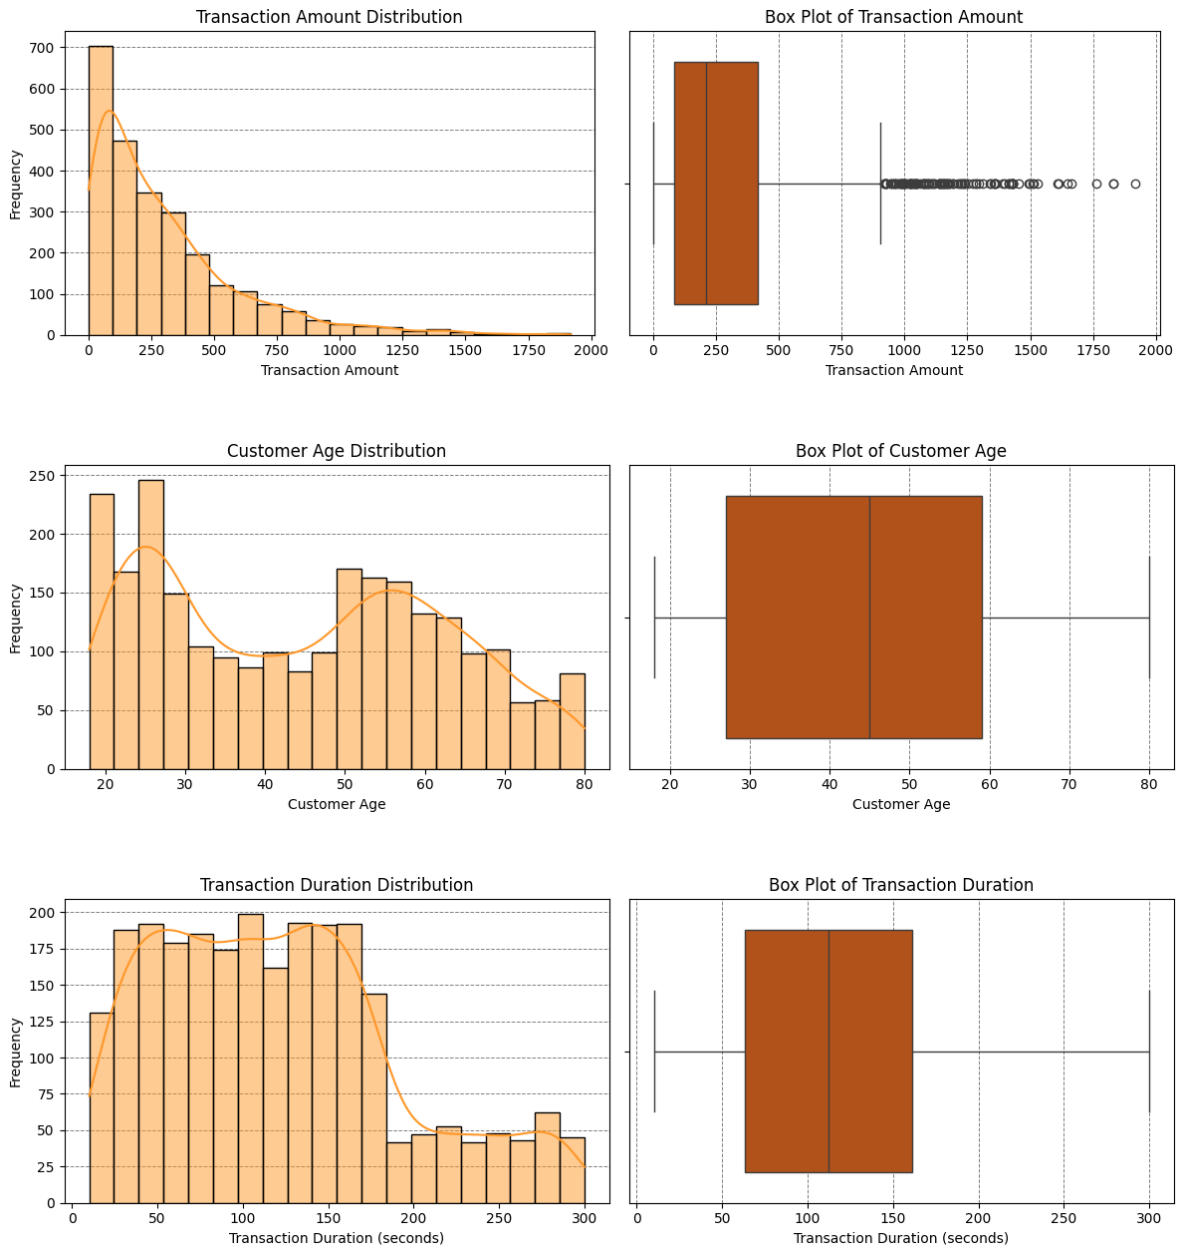 Transaction Amount Distribution
700
600
500
400
300
200
100
0
Frequency
0 250 500 750 1000 1250 1500 1750 2000
Transaction Amount
Box Plot of Transaction Amount
0 250 500 750 1000 1250 1500 1750 2000
Transaction Amount
Customer Age Distribution
250
200
150
100
50
0
Frequency
20 30 40 50 60 70 80
Customer Age
Box Plot of Customer Age
20 30 40 50 60 70 80
Customer Age
Transaction Duration Distribution
200
175
150
125
100
75
50
25
0
Frequency
0 50 100 150 200 250 300
Transaction Duration (seconds)
Box Plot of Transaction Duration
0 50 100 150 200 250 300
Transaction Duration (seconds)